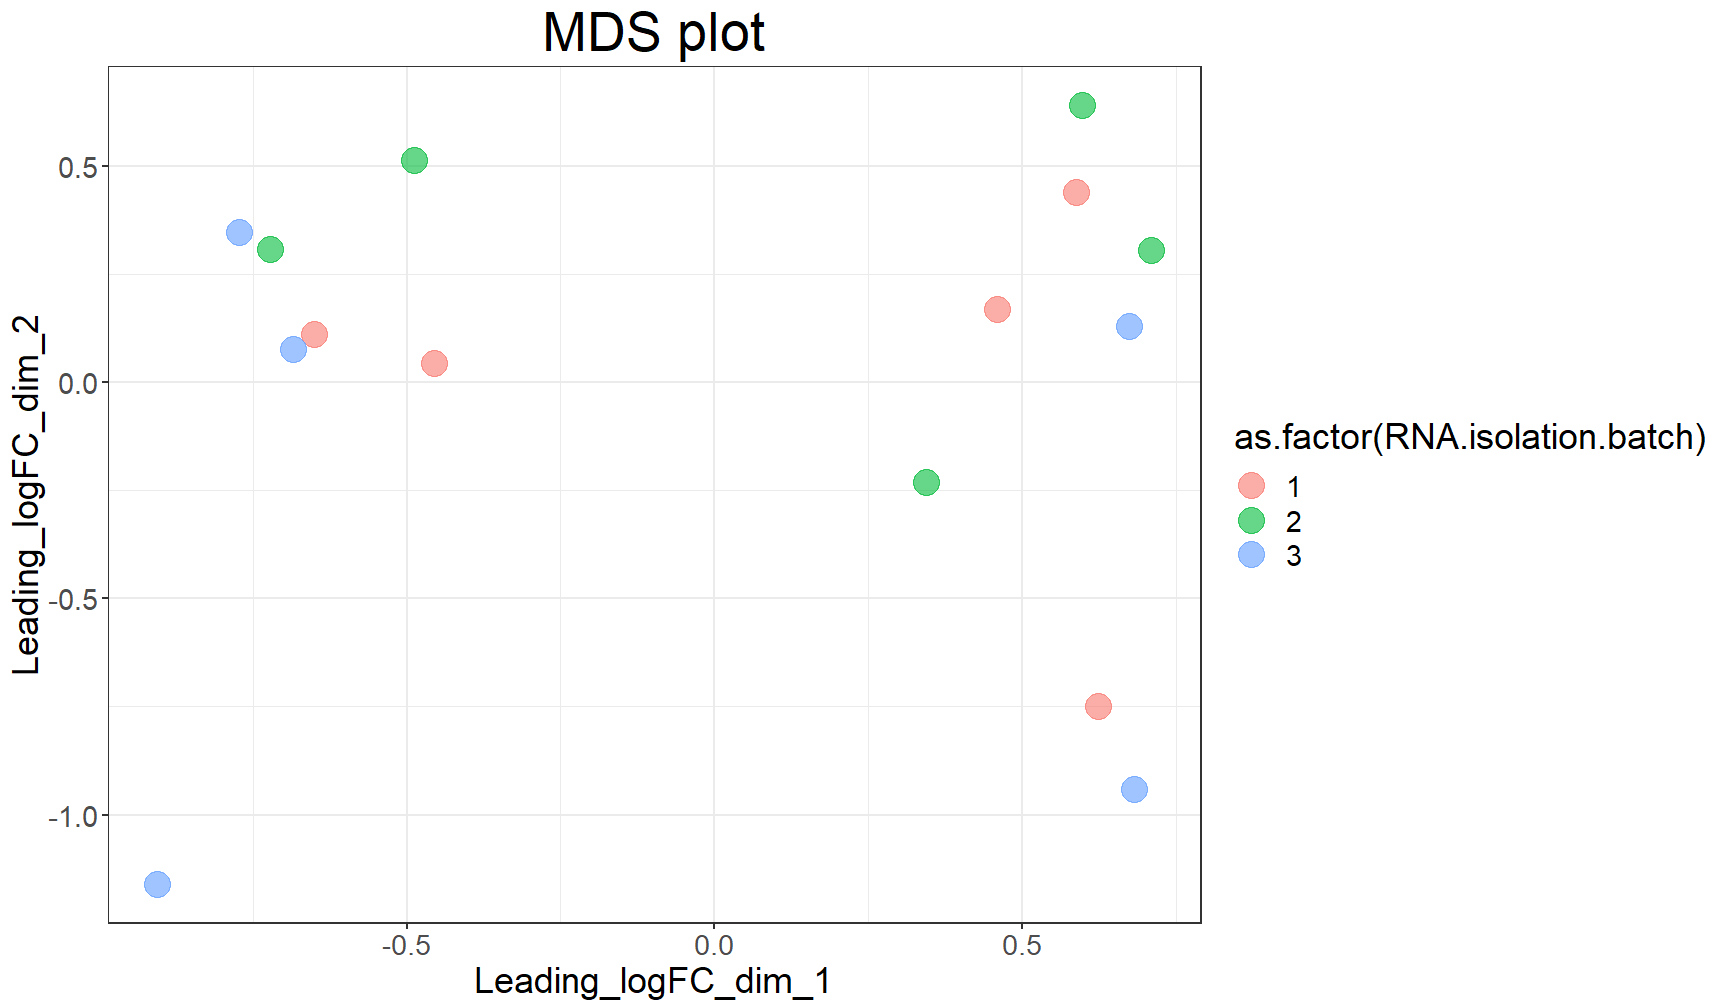 MDS plot
0.5
0.0
-0.5
-1.0
Leading_logFC_dim_2
-0.5
0.0
0.5
Leading_logFC_dim_1
as.factor(RNA.isolation.batch)
1
2
3